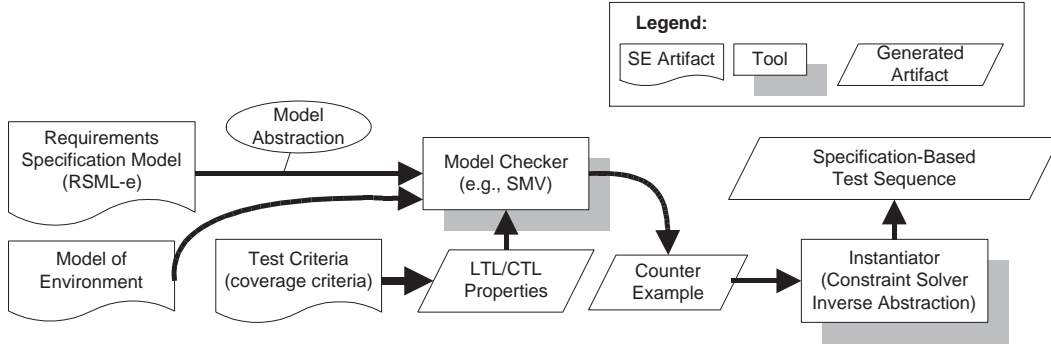 Legend:
SE Artifact
Tool
Generated
Artifact
Model
Abstraction
Requirements
Specification Model
(RSML-e)
Model Checker
(e.g., SMV)
Specification-Based
Test Sequence
Model of
Environment
Test Criteria
(coverage criteria)
LTL/CTL
Properties
Counter
Example
Instantiator
(Constraint Solver
Inverse Abstraction)